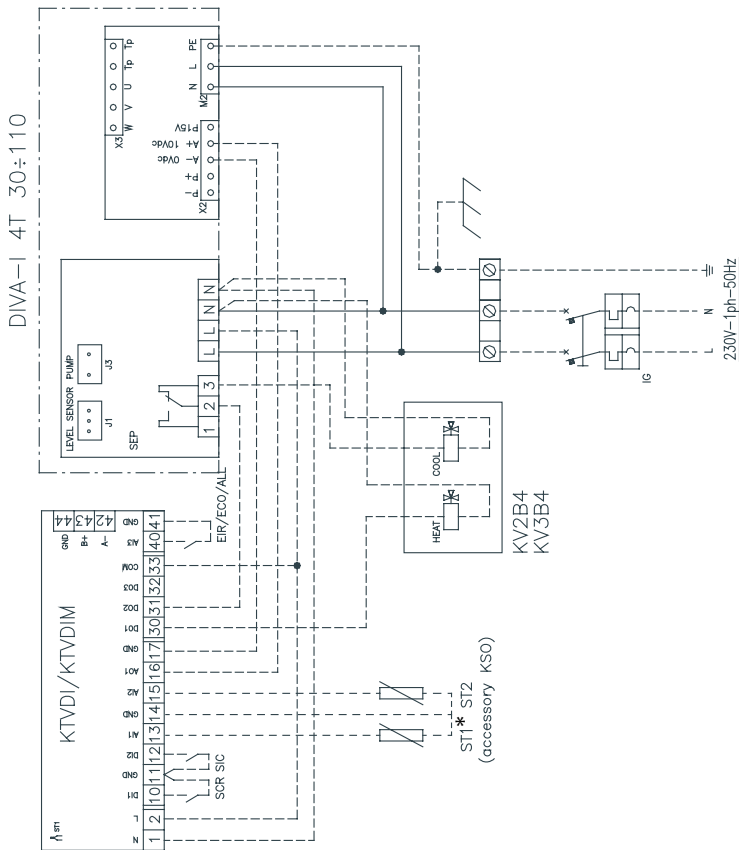 DIVA-I 4T 30÷110
X3
W V U Tp Tp
X2
P- P+ A- 0Vdc A+ 10Vdc P15V
M2
N L PE
LEVEL SENSOR PUMP
J1
J3
SEP
1 2 3 L L N N
KTVDI/KTVDIM
ST1
GND B+ A-
44 43 42
N L DI1 GND DI2 AI1 GND AI2 AO1 GND DO1 DO2 DO3 COM AI3 GND
1 2 10 11 12 13 14 15 16 17 30 31 32 33 40 41
SCR SIC
EIR/ECO/ALL
ST1* ST2
(accessory KSO)
HEAT
COOL
KV2B4
KV3B4
IG
L N
230V-1ph-50Hz